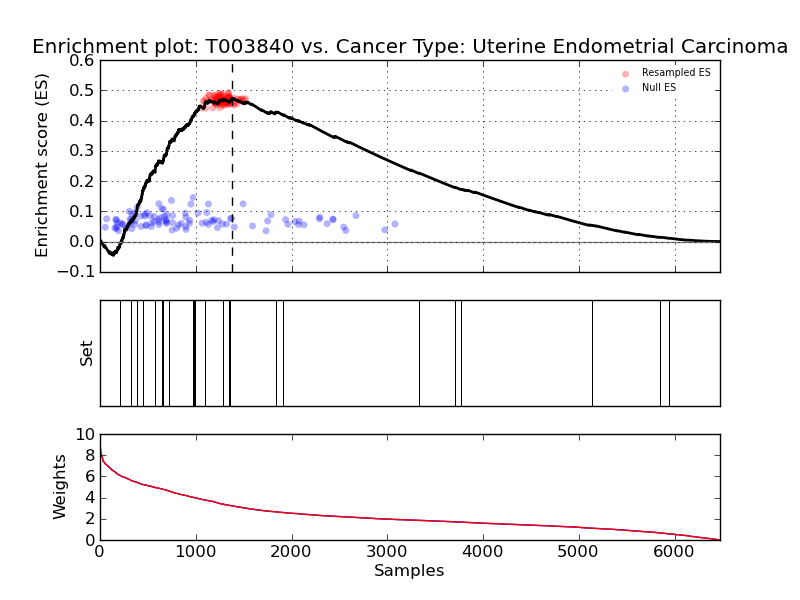 Enrichment plot: T003840 vs. Cancer Type: Uterine Endometrial Carcinoma
Enrichment score (ES)
0.6
0.5
0.4
0.3
0.2
0.1
0.0
−0.1
Resampled ES
Null ES
Set
Weights
10
8
6
4
2
0
0 1000 2000 3000 4000 5000 6000
Samples